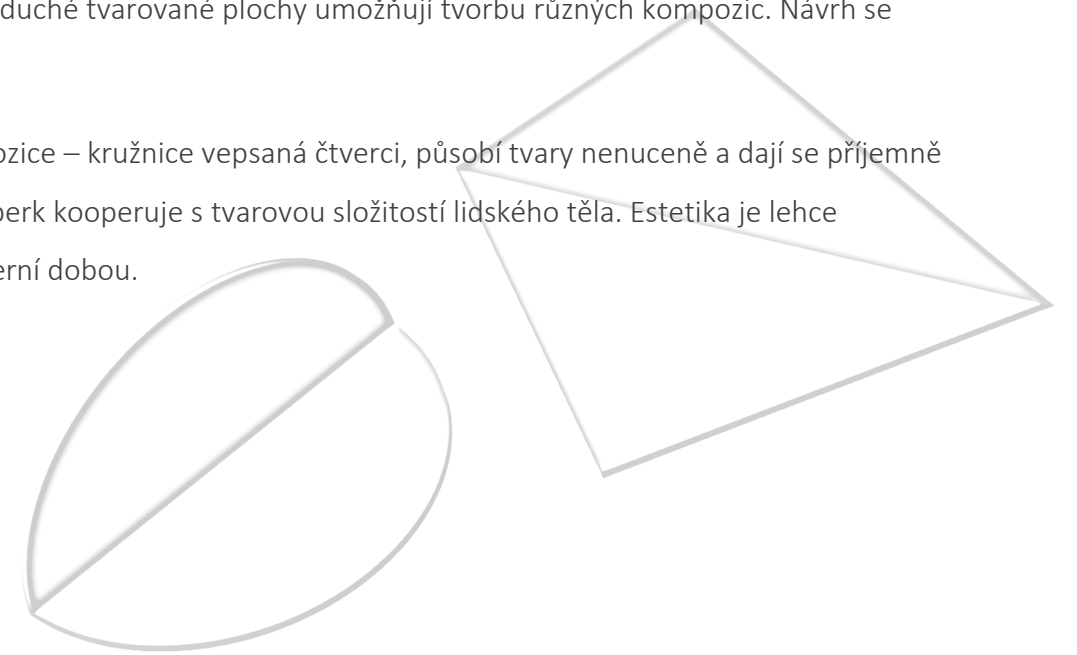 duché tvarované plochy umožňují tvorbu různých kompozic. Návrh se
ozice – kružnice vepsaná čtverci, působí tvary nenuceně a dají se příjemně
perk kooperuje s tvarovou složitostí lidského těla. Estetika je lehce
erní dobou.